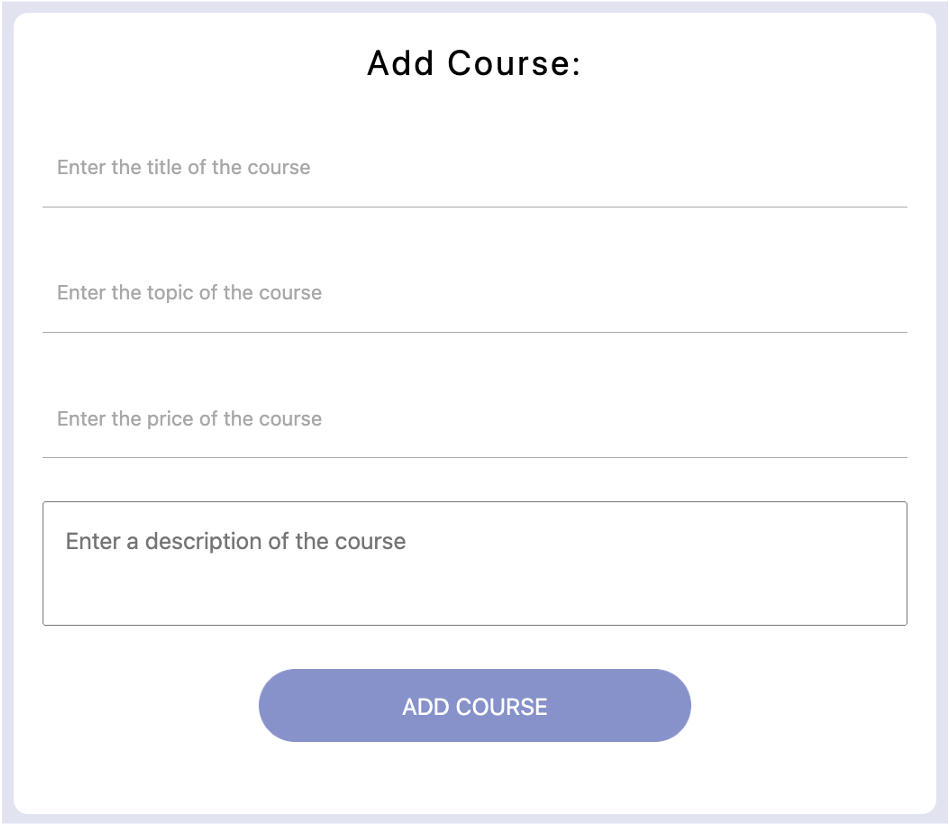 Add Course:
Enter the title of the course
Enter the topic of the course
Enter the price of the course
Enter a description of the course
ADD COURSE